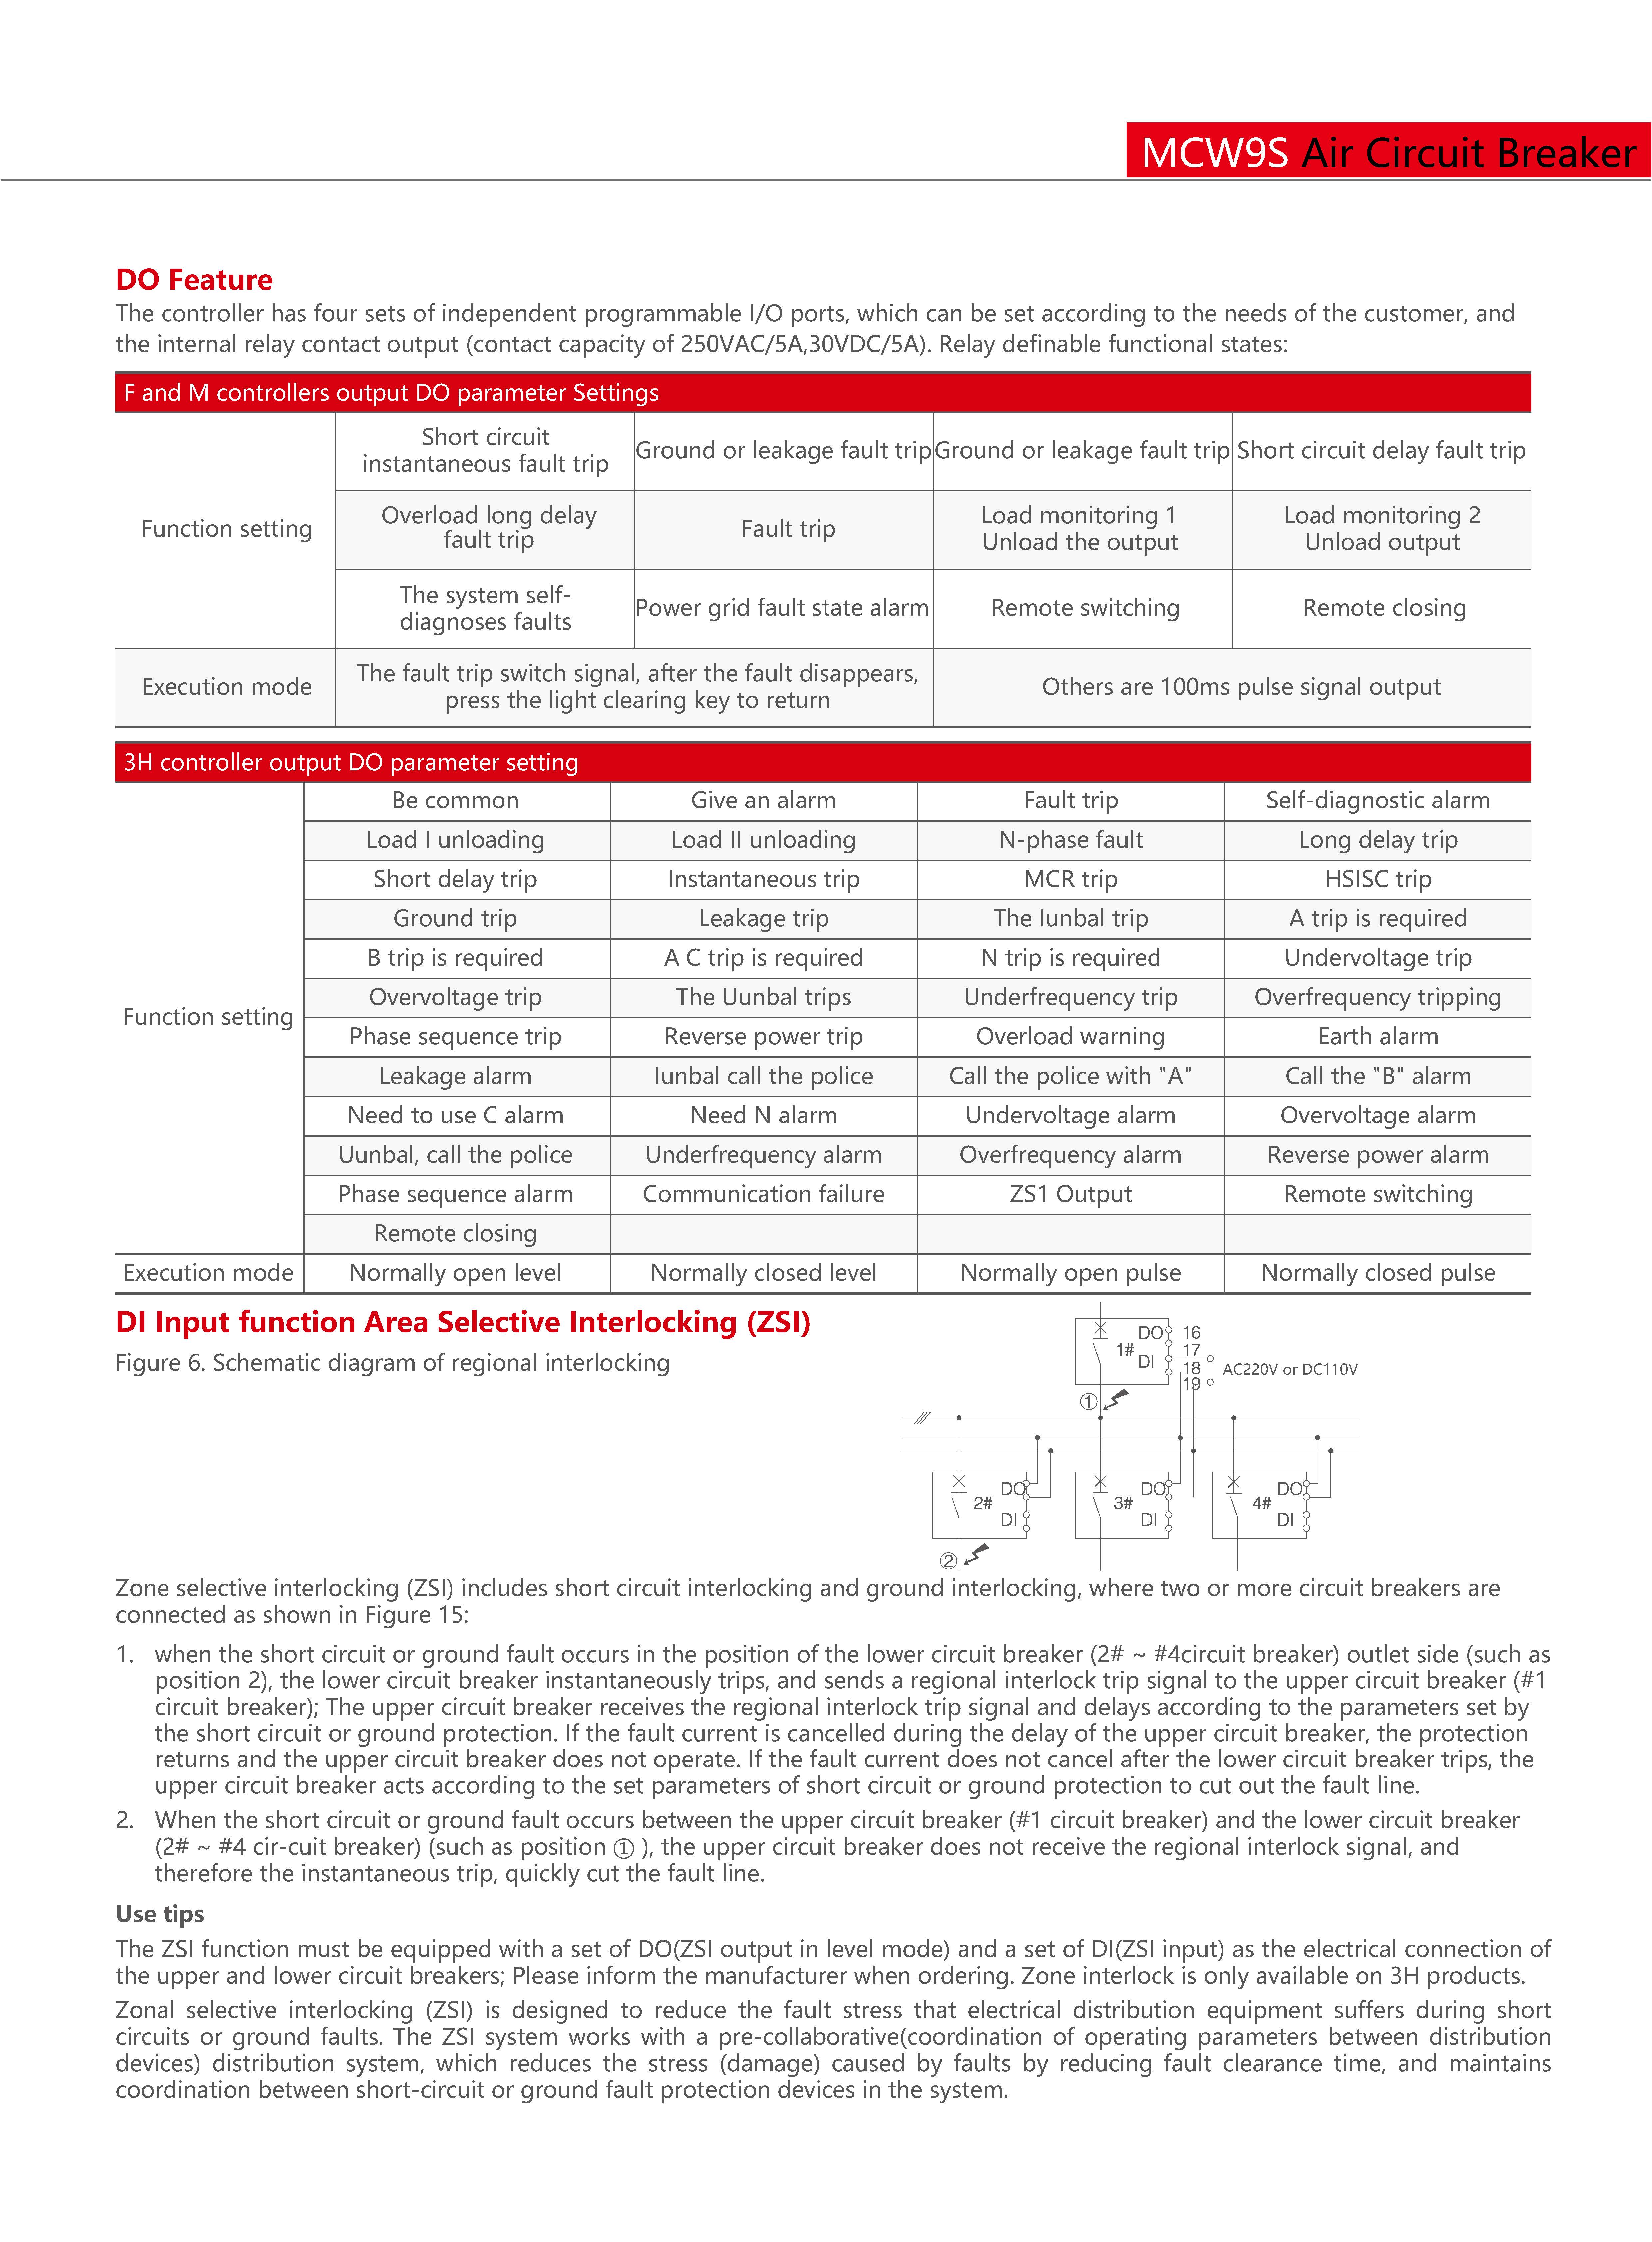 MCW9S Air Circuit Breaker
DO Feature
The controller has four sets of independent programmable I/O ports, which can be set according to the needs of the customer, and
the internal relay contact output (contact capacity of 250VAC/5A,30VDC/5A). Relay definable functional states:
F and M controllers output DO parameter Settings
Function setting
Short circuit
instantaneous fault trip
Ground or leakage fault trip
Ground or leakage fault trip
Short circuit delay fault trip
Overload long delay
fault trip
Fault trip
Load monitoring 1
Unload the output
Load monitoring 2
Unload output
The system self-
diagnoses faults
Power grid fault state alarm
Remote switching
Remote closing
Execution mode
The fault trip switch signal, after the fault disappears,
press the light clearing key to return
Others are 100ms pulse signal output
3H controller output DO parameter setting
Function setting
Be common
Give an alarm
Fault trip
Self-diagnostic alarm
Load I unloading
Load II unloading
N-phase fault
Long delay trip
Short delay trip
Instantaneous trip
MCR trip
HSISC trip
Ground trip
Leakage trip
The Iunbal trip
A trip is required
B trip is required
A C trip is required
N trip is required
Undervoltage trip
Overvoltage trip
The Uunbal trips
Underfrequency trip
Overfrequency tripping
Phase sequence trip
Reverse power trip
Overload warning
Earth alarm
Leakage alarm
Iunbal call the police
Call the police with "A"
Call the "B" alarm
Need to use C alarm
Need N alarm
Undervoltage alarm
Overvoltage alarm
Uunbal, call the police
Underfrequency alarm
Overfrequency alarm
Reverse power alarm
Phase sequence alarm
Communication failure
ZS1 Output
Remote switching
Remote closing
Execution mode
Normally open level
Normally closed level
Normally open pulse
Normally closed pulse
DI Input function Area Selective Interlocking (ZSI)
Figure 6. Schematic diagram of regional interlocking
DO
16
1#
17
DI
18
AC220V or DC110V
19
①
DO
2#
DI
DO
3#
DI
DO
4#
DI
②
Zone selective interlocking (ZSI) includes short circuit interlocking and ground interlocking, where two or more circuit breakers are
connected as shown in Figure 15:
1. when the short circuit or ground fault occurs in the position of the lower circuit breaker (2# ~ #4circuit breaker) outlet side (such as
position 2), the lower circuit breaker instantaneously trips, and sends a regional interlock trip signal to the upper circuit breaker (#1
circuit breaker); The upper circuit breaker receives the regional interlock trip signal and delays according to the parameters set by
the short circuit or ground protection. If the fault current is cancelled during the delay of the upper circuit breaker, the protection
returns and the upper circuit breaker does not operate. If the fault current does not cancel after the lower circuit breaker trips, the
upper circuit breaker acts according to the set parameters of short circuit or ground protection to cut out the fault line.
2. When the short circuit or ground fault occurs between the upper circuit breaker (#1 circuit breaker) and the lower circuit breaker
(2# ~ #4 cir-cuit breaker) (such as position ① ), the upper circuit breaker does not receive the regional interlock signal, and
therefore the instantaneous trip, quickly cut the fault line.
Use tips
The ZSI function must be equipped with a set of DO(ZSI output in level mode) and a set of DI(ZSI input) as the electrical connection of
the upper and lower circuit breakers; Please inform the manufacturer when ordering. Zone interlock is only available on 3H products.
Zonal selective interlocking (ZSI) is designed to reduce the fault stress that electrical distribution equipment suffers during short
circuits or ground faults. The ZSI system works with a pre-collaborative(coordination of operating parameters between distribution
devices) distribution system, which reduces the stress (damage) caused by faults by reducing fault clearance time, and maintains
coordination between short-circuit or ground fault protection devices in the system.